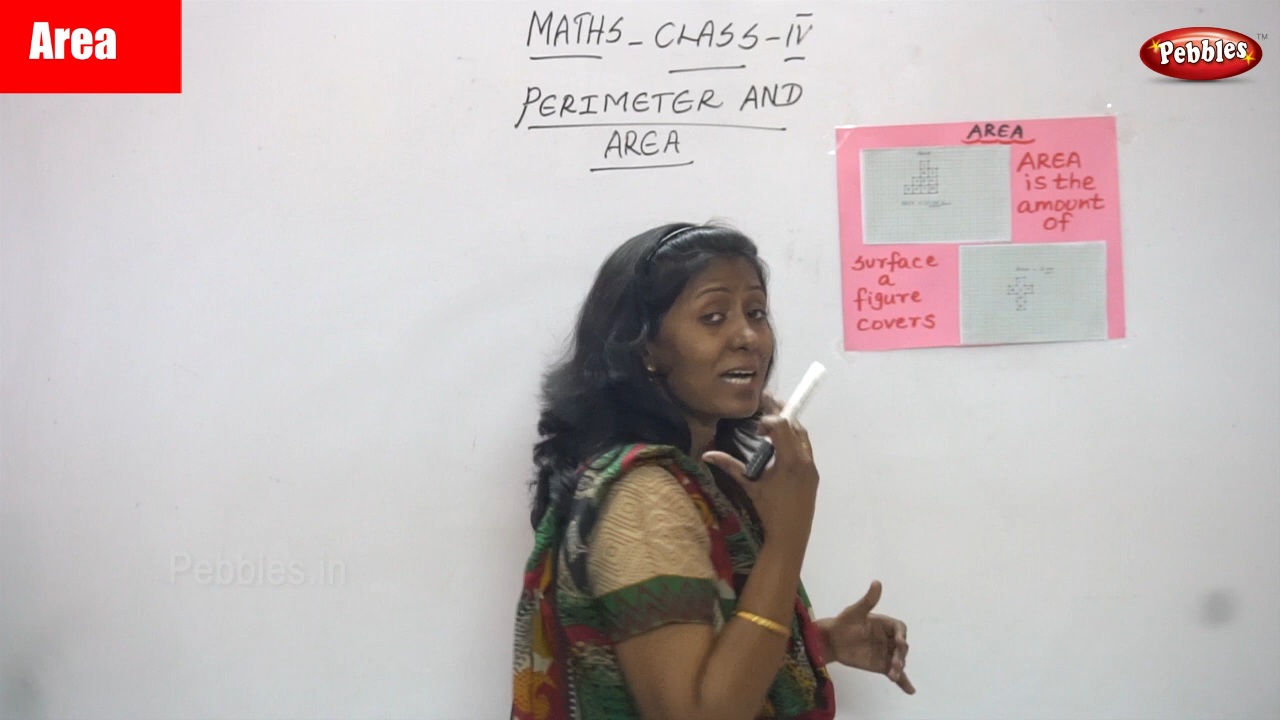 Area
MATHS - CLASS - IV
PERIMETER AND
AREA
Pebbles
TM
AREA
AREA
is the
amount
of
surface
a
figure
covers
Pebbles.in